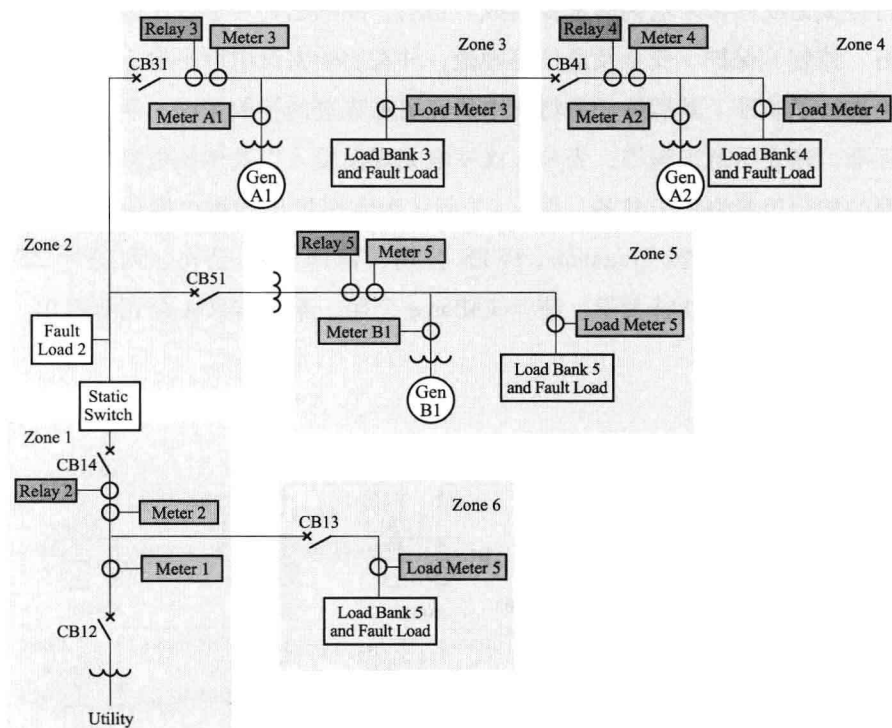 Relay 3
Meter 3
Zone 3
Relay 4
Meter 4
Zone 4
CB31
CB41
Meter A1
Load Meter 3
Meter A2
Load Meter 4
Gen
A1
Load Bank 3
and Fault Load
Gen
A2
Load Bank 4
and Fault Load
Zone 2
Relay 5
Meter 5
Zone 5
CB51
Fault
Load 2
Meter B1
Load Meter 5
Load Bank 5
and Fault Load
Gen
B1
Static
Switch
Zone 1
CB14
Relay 2
Meter 2
CB13
Zone 6
Meter 1
Load Meter 5
CB12
Load Bank 5
and Fault Load
Utility